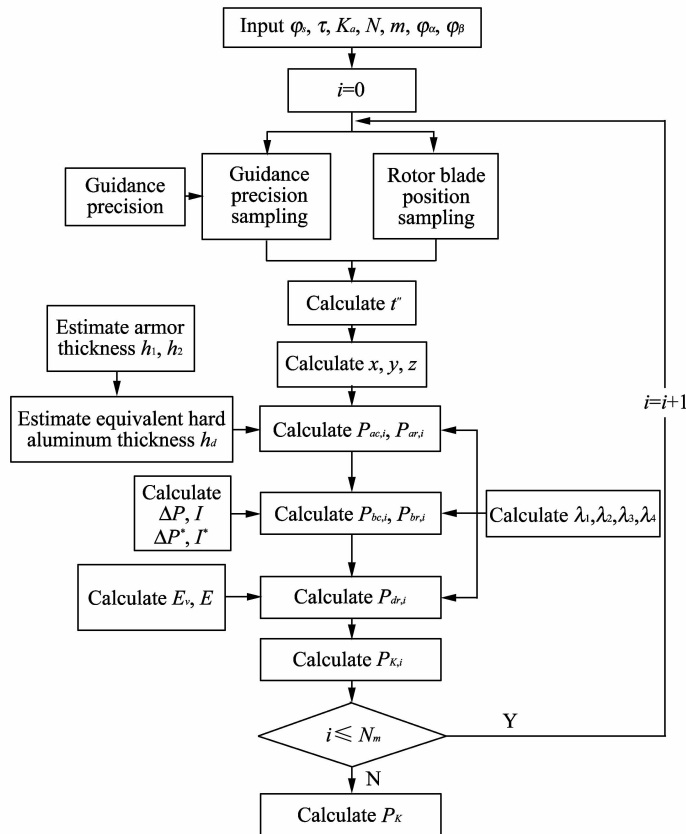 Input φs, τ, Ka, N, m, φα, φβ
i=0
Guidance
precision
Guidance
precision
sampling
Rotor blade
position
sampling
Calculate t″
Estimate armor
thickness h1, h2
Calculate x, y, z
i=i+1
Estimate equivalent hard
aluminum thickness hd
Calculate Pac,i, Par,i
Calculate
ΔP, I
ΔP*, I*
Calculate Pbc,i, Pbr,i
Calculate λ1,λ2,λ3,λ4
Calculate Ev, E
Calculate Pdr,i
Calculate PK,i
i≤Nm
Y
N
Calculate PK